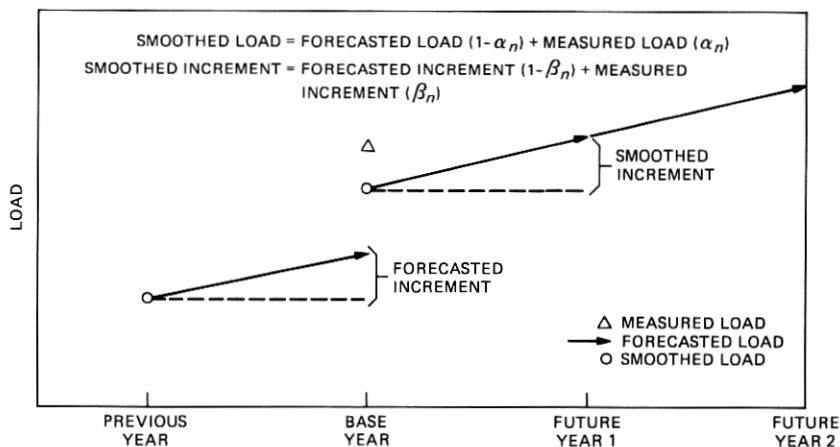 SMOOTHED LOAD = FORECASTED LOAD (1-αn) + MEASURED LOAD (αn)
SMOOTHED INCREMENT = FORECASTED INCREMENT (1-βn) + MEASURED
INCREMENT (βn)
LOAD
SMOOTHED
INCREMENT
FORECASTED
INCREMENT
MEASURED LOAD
FORECASTED LOAD
SMOOTHED LOAD
PREVIOUS
YEAR
BASE
YEAR
FUTURE
YEAR 1
FUTURE
YEAR 2